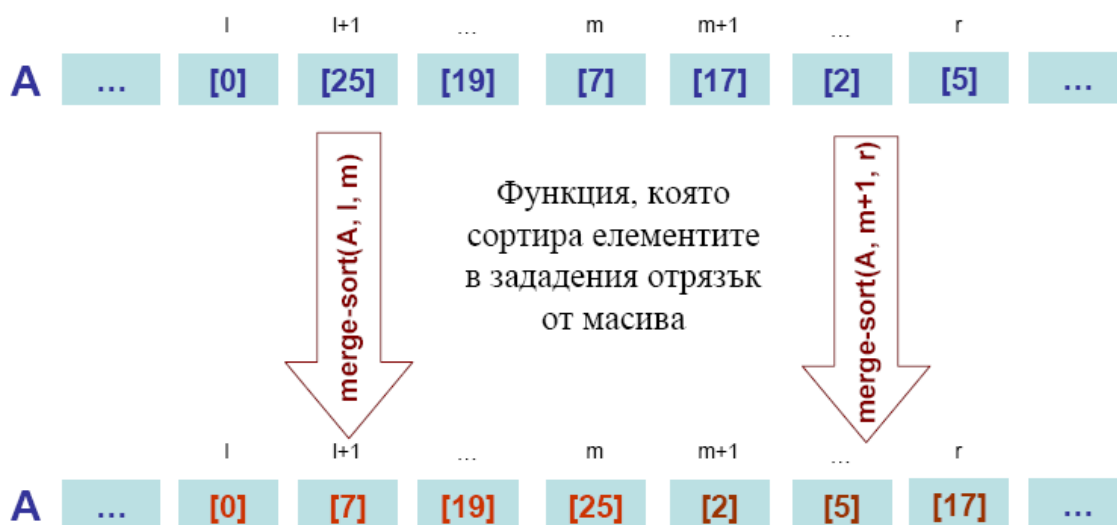 l l+1 ... m m+1 ... r
A ... [0] [25] [19] [7] [17] [2] [5] ...
merge-sort(A, l, m)
Функция, която
сортира елементите
в зададения отрязък
от масива
merge-sort(A, m+1, r)
l l+1 ... m m+1 ... r
A ... [0] [7] [19] [25] [2] [5] [17] ...